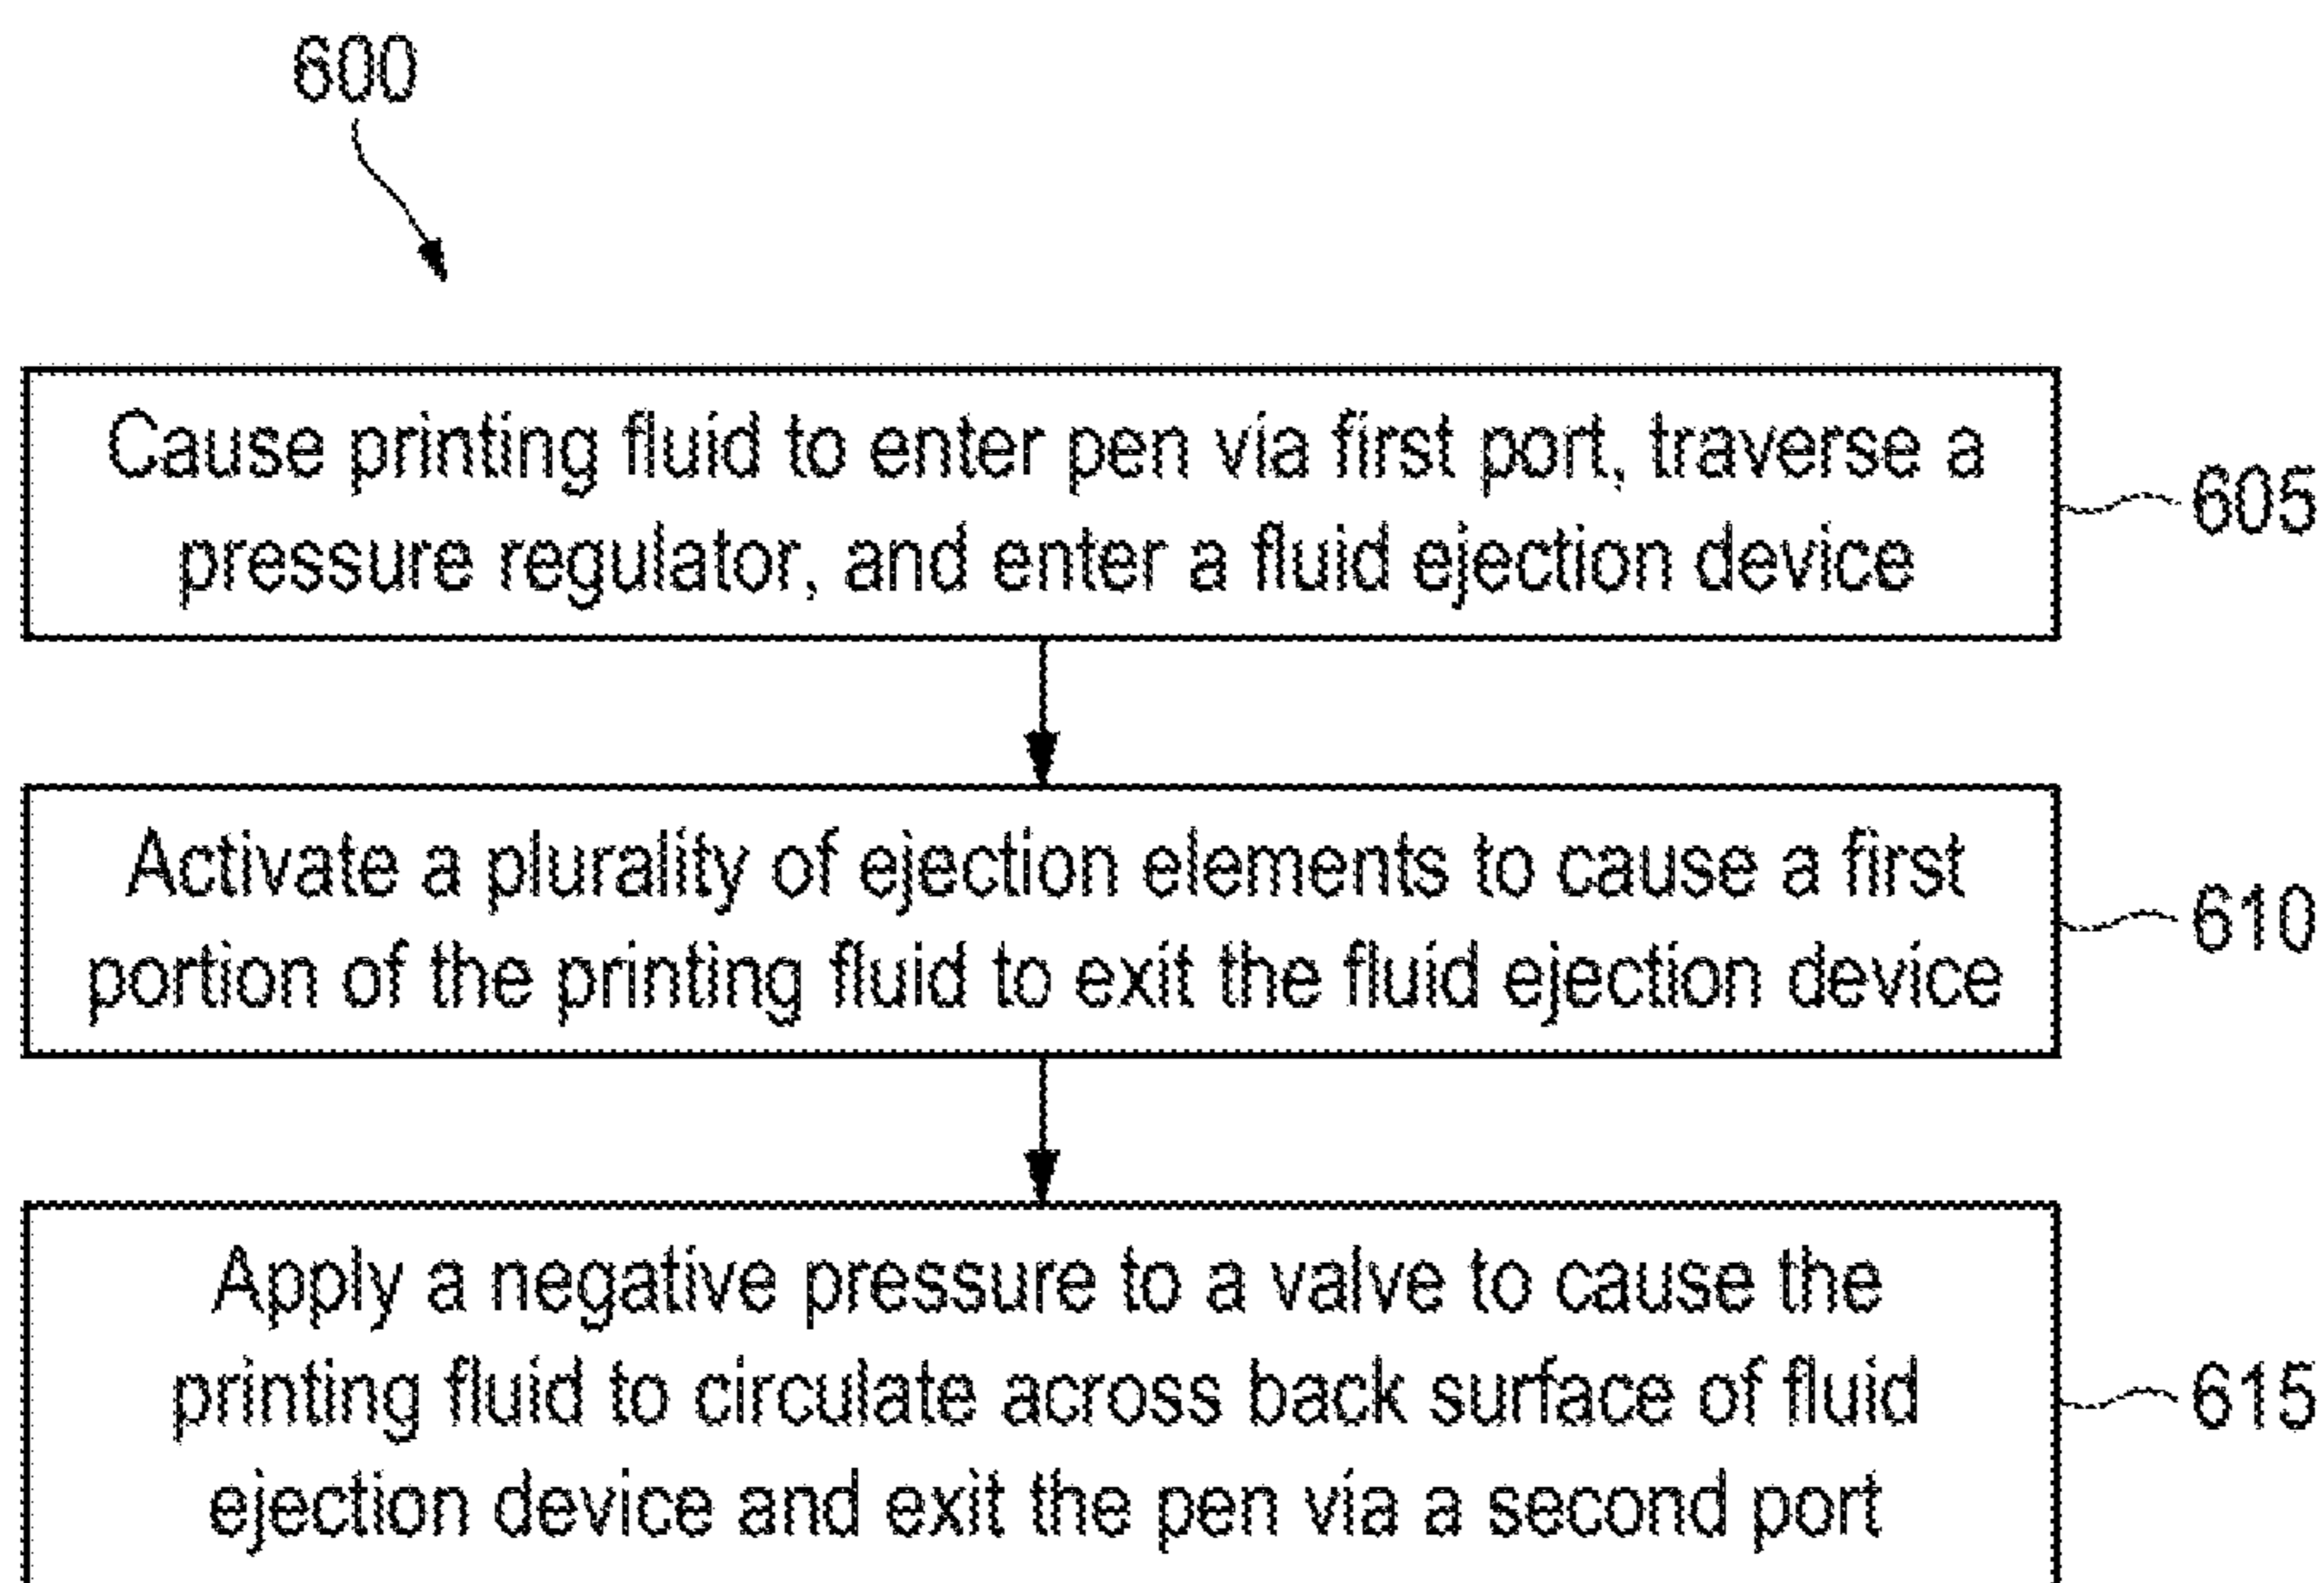 600
Cause printing fluid to enter pen via first port, traverse a
pressure regulator, and enter a fluid ejection device
605
Activate a plurality of ejection elements to cause a first
portion of the printing fluid to exit the fluid ejection device
610
Apply a negative pressure to a valve to cause the
printing fluid to circulate across back surface of fluid
ejection device and exit the pen via a second port
615